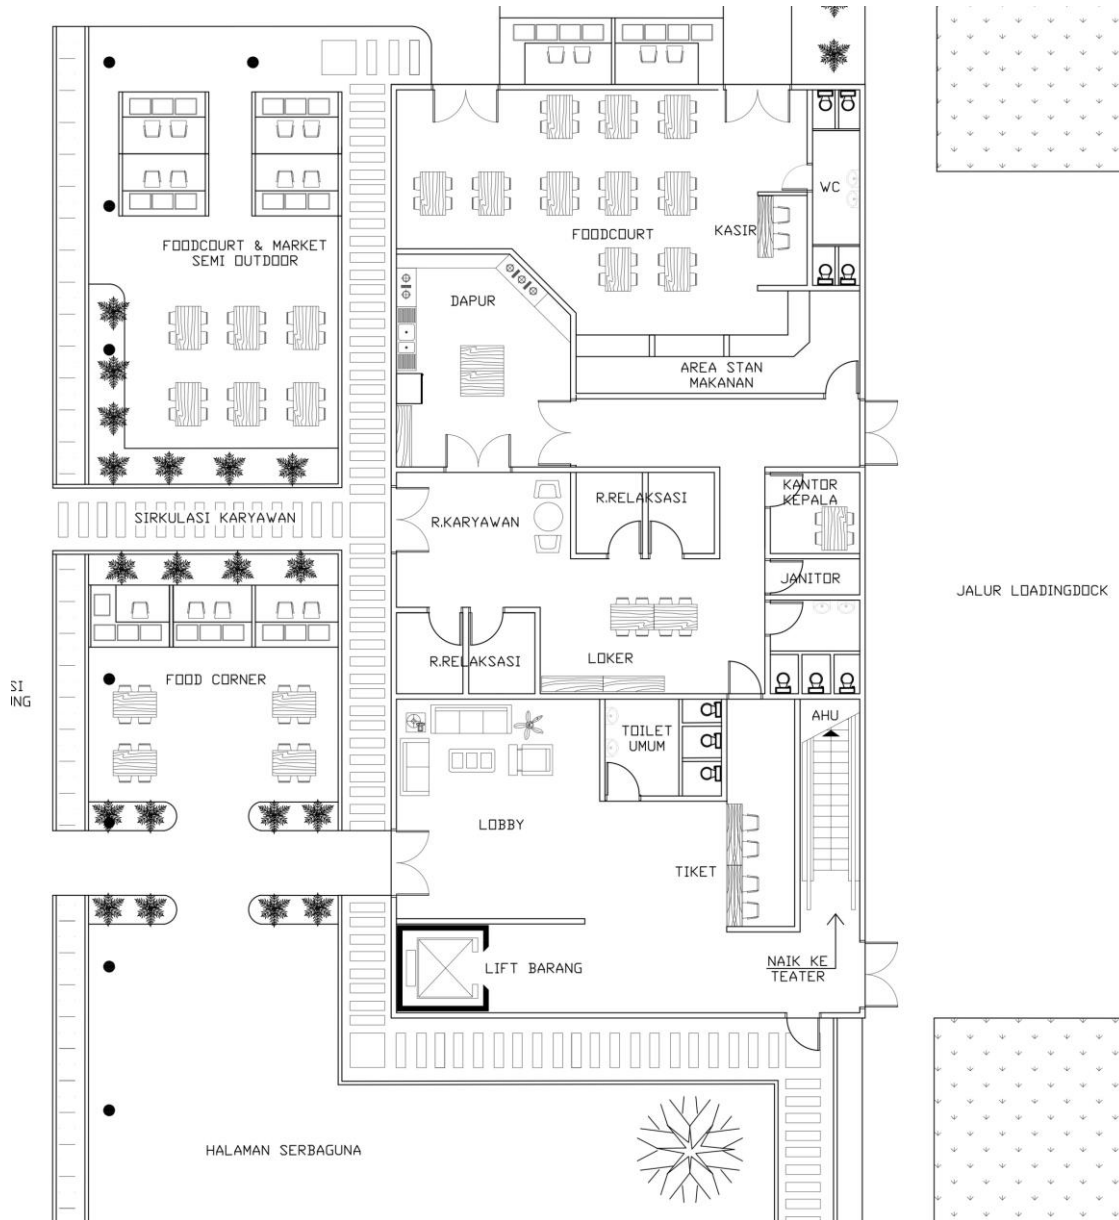 WC
FOODCOURT
KASIR
FOODCOURT & MARKET
SEMI OUTDOOR
DAPUR
AREA STAN
MAKANAN
KANTOR
KEPALA
R.RELAKSASI
SIRKULASI KARYAWAN
R.KARYAWAN
JANITOR
JALUR LOADINGDOCK
R.RELAKSASI
LOKER
FOOD CORNER
SI
NG
AHU
TOILET
UMUM
LOBBY
TIKET
LIFT BARANG
NAIK KE
TEATER
HALAMAN SERBAGUNA